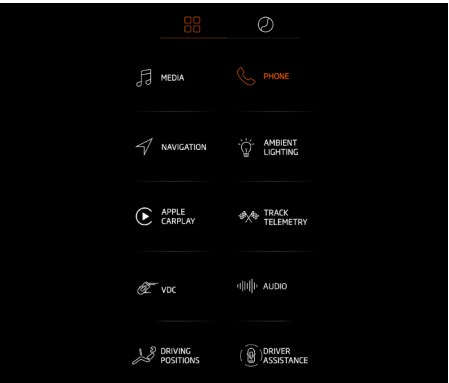 MEDIA
PHONE
NAVIGATION
AMBIENT
LIGHTING
APPLE
CARPLAY
TRACK
TELEMETRY
VDC
AUDIO
DRIVING
POSITIONS
DRIVER
ASSISTANCE